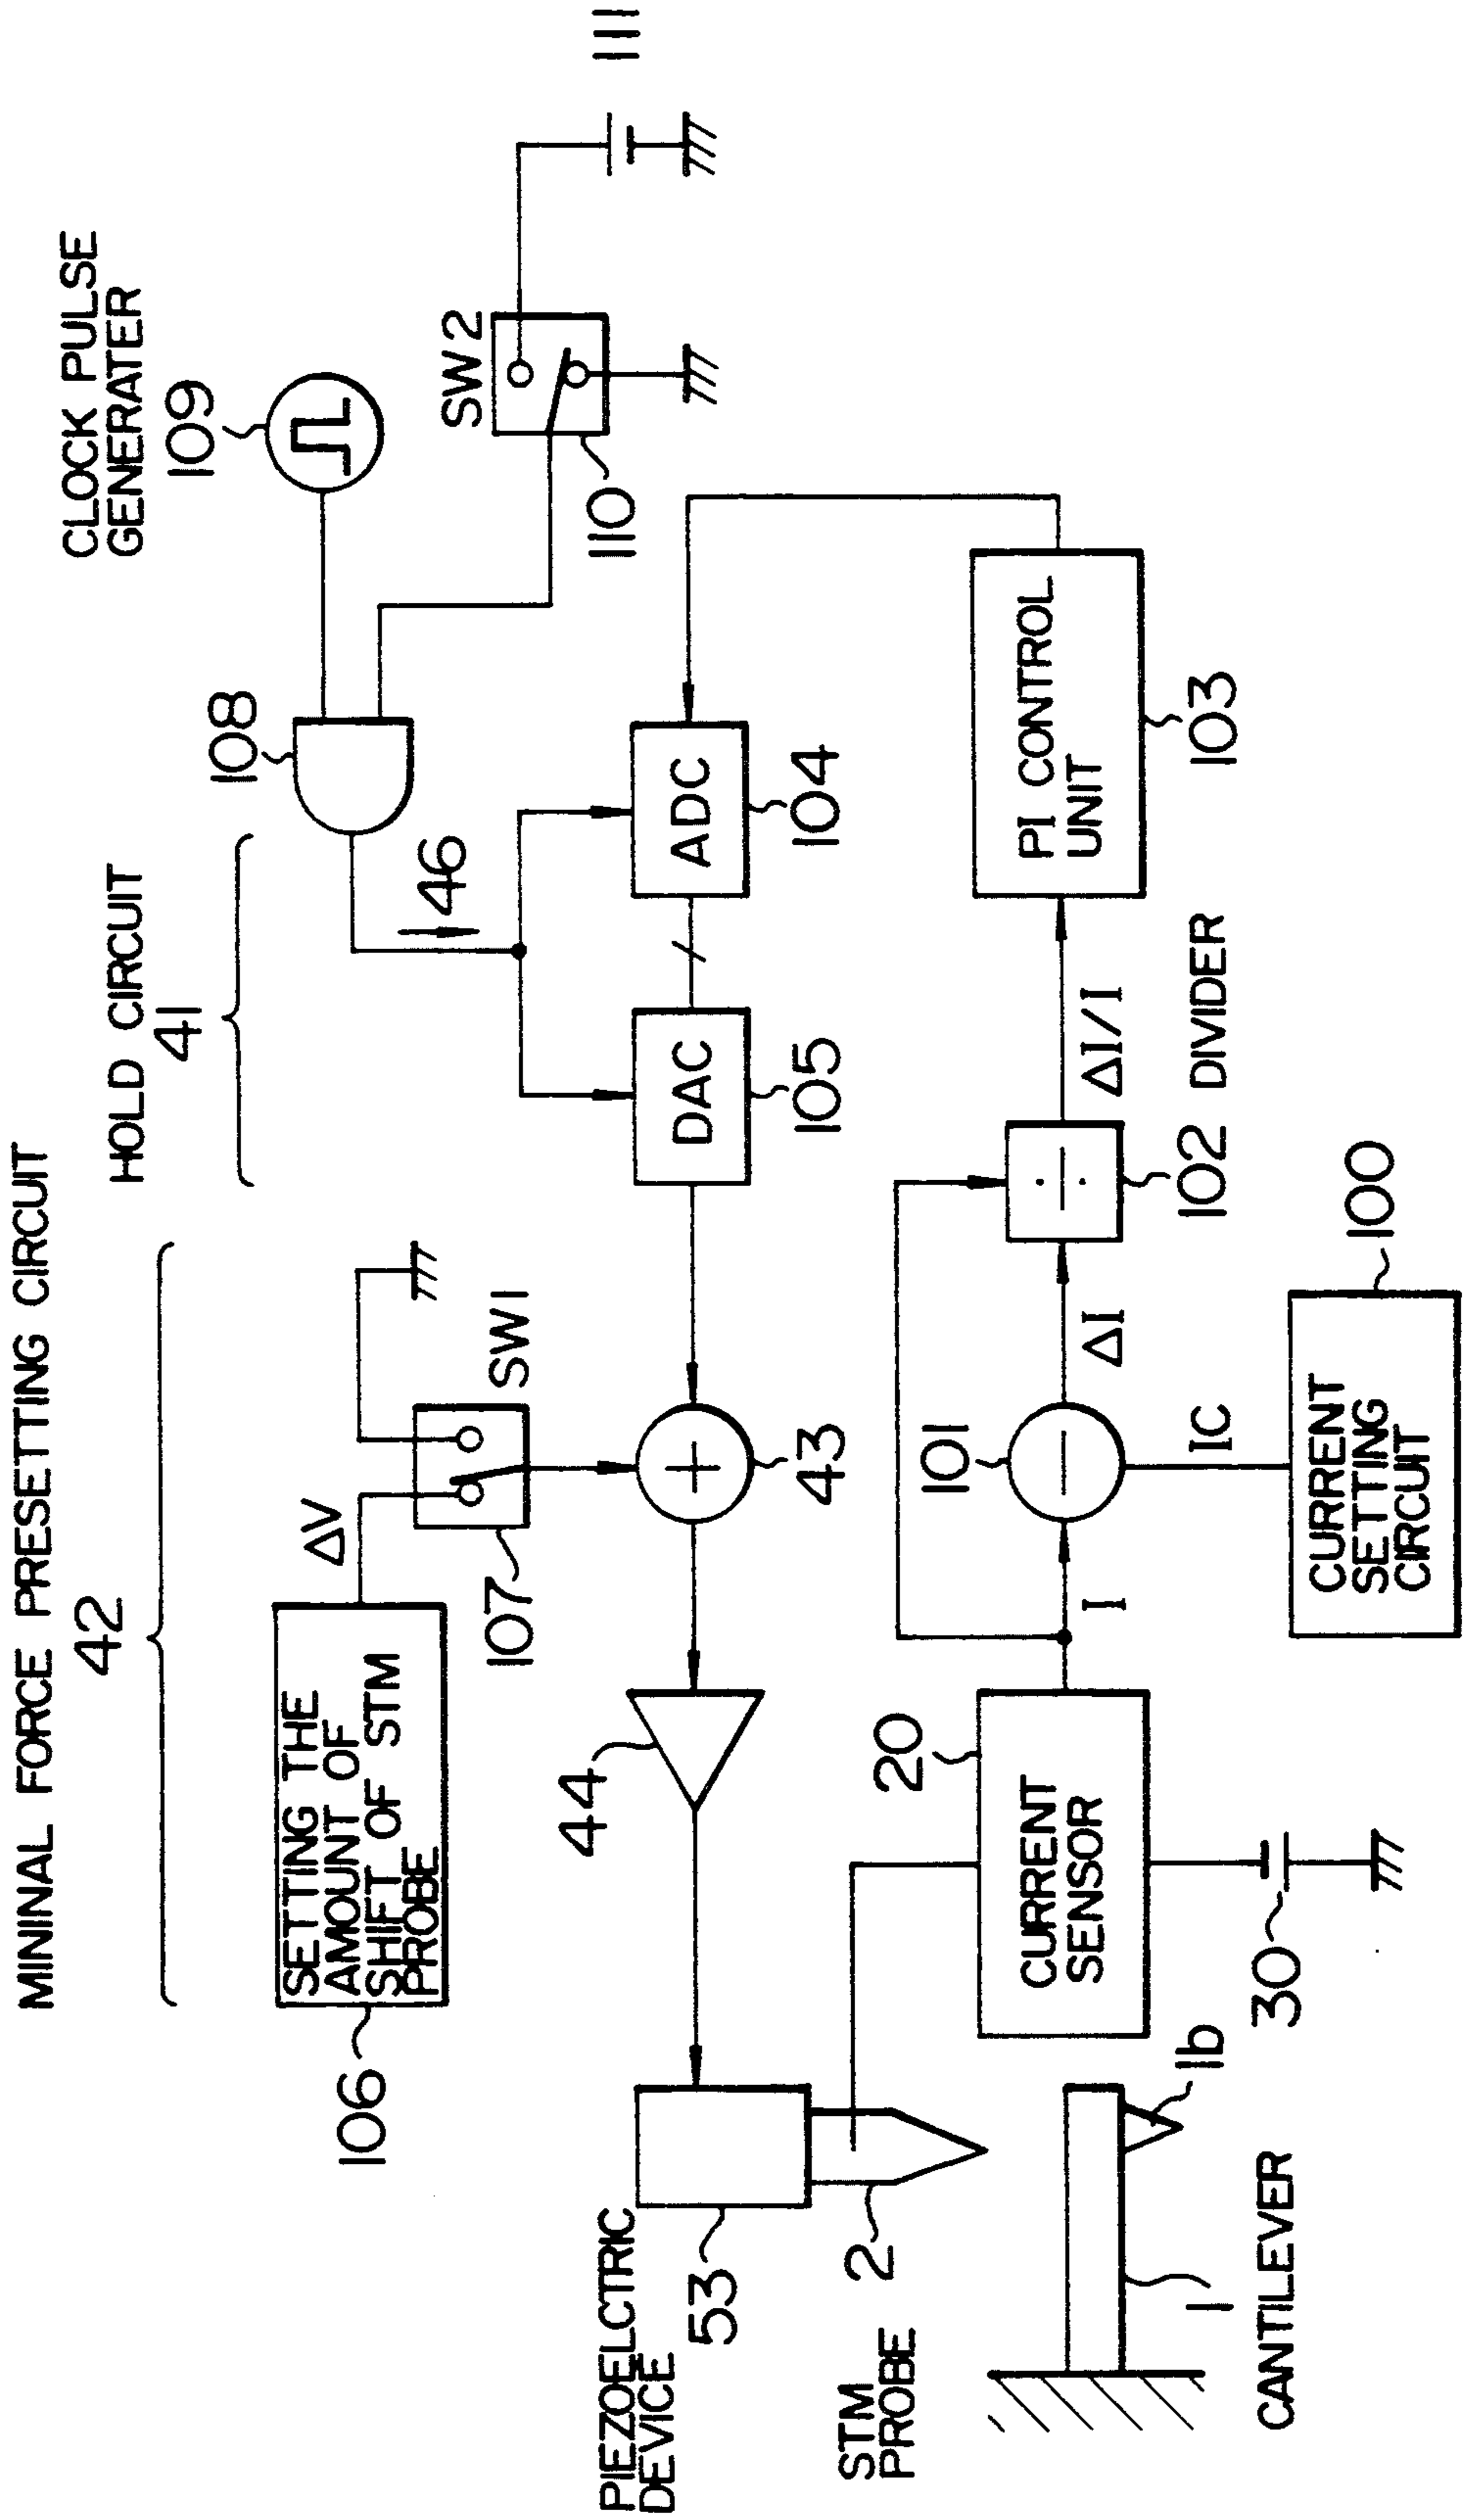 MININAL FORCE PRESETTING CIRCUIT
42
HOLD CIRCUIT
41
CLOCK PULSE
GENERATER
109
106
SETTING THE
AMOUNT OF
SHIFT OF STM
PROBE
ΔV
107
SW1
108
46
SW2
110
111
PIEZOELCTRIC
DEVICE
53
44
43
DAC
105
ADC
104
STM
PROBE
2
20
CURRENT
SENSOR
I
101
ΔI
IC
102 DIVIDER
ΔI/I
PI CONTROL
UNIT
103
CANTILEVER
1
1b
30
CURRENT
SETTING
CIRCUIT
100